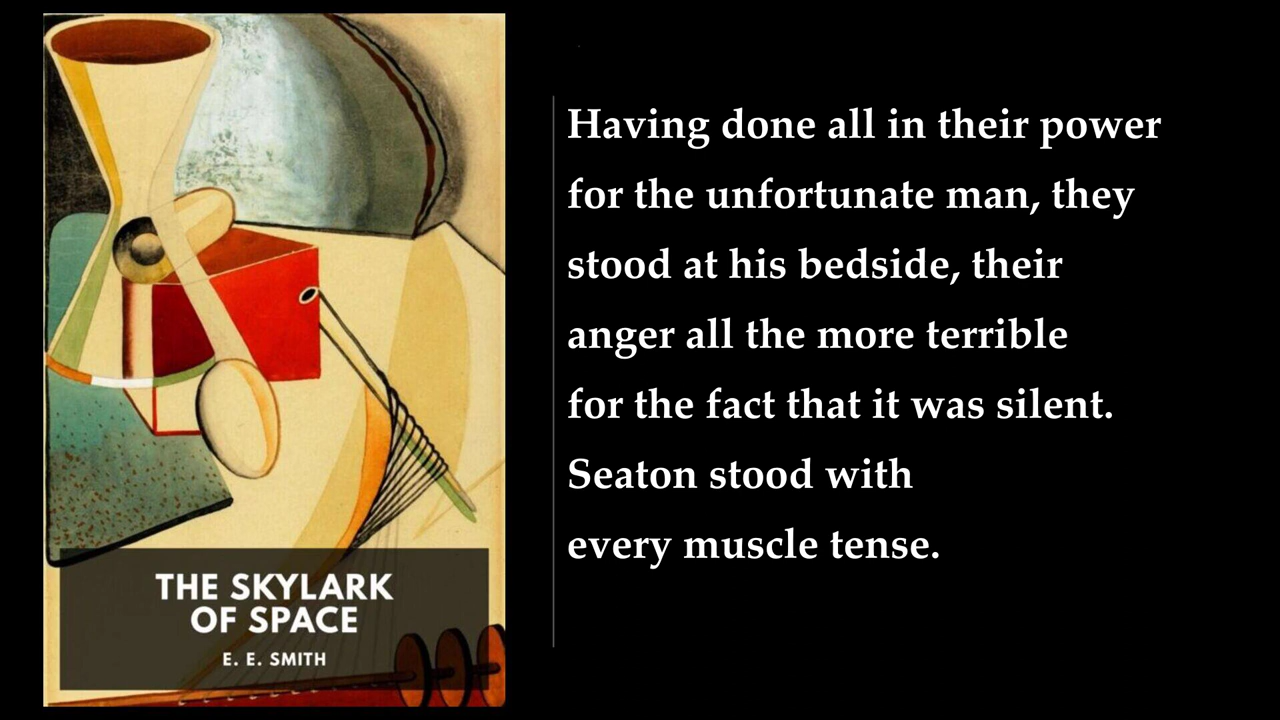 THE SKYLARK
OF SPACE
E. E. SMITH
Having done all in their power
for the unfortunate man, they
stood at his bedside, their
anger all the more terrible
for the fact that it was silent.
Seaton stood with
every muscle tense.